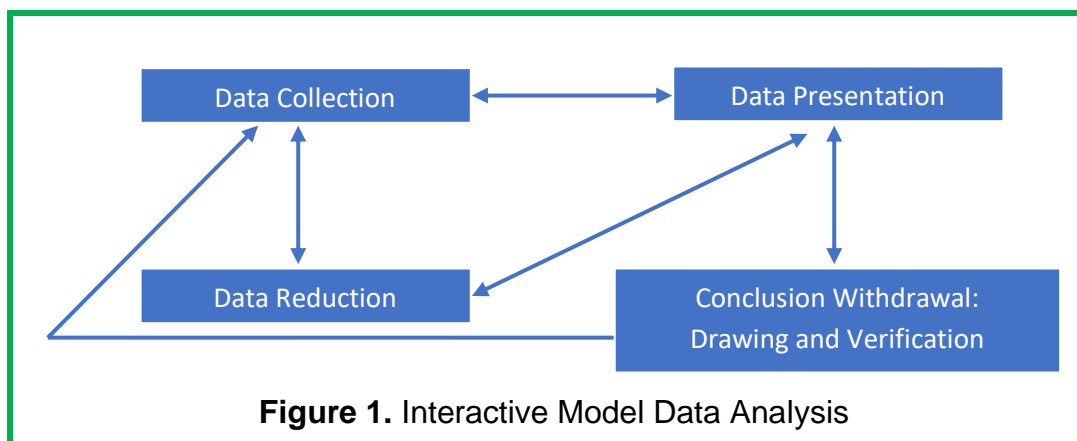 Data Collection
Data Presentation
Data Reduction
Conclusion Withdrawal:
Drawing and Verification
Figure 1. Interactive Model Data Analysis